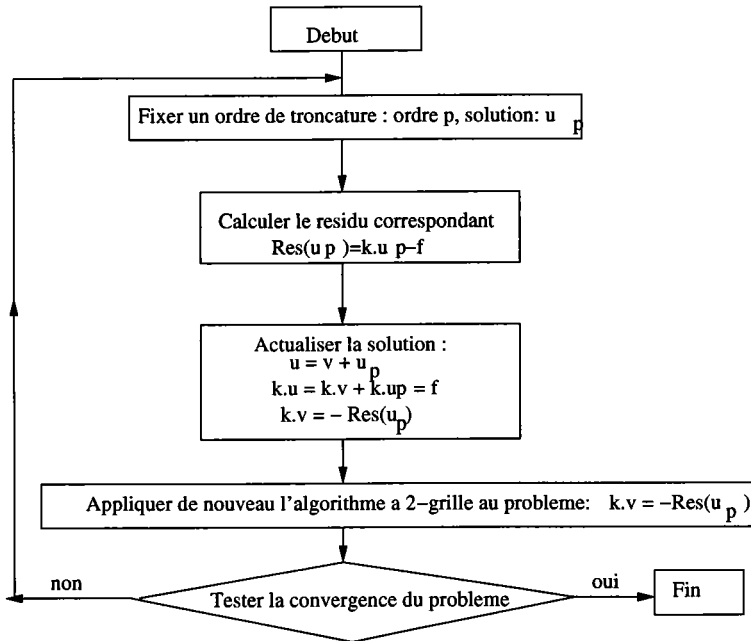 Debut
Fixer un ordre de troncature : ordre p, solution: u p
Calculer le residu correspondant
Res(u p )=k.u p–f
Actualiser la solution :
u = v + u p
k.u = k.v + k.up = f
k.v = – Res(u p)
Appliquer de nouveau l'algorithme a 2–grille au probleme: k.v = –Res(u p )
non
Tester la convergence du probleme
oui
Fin